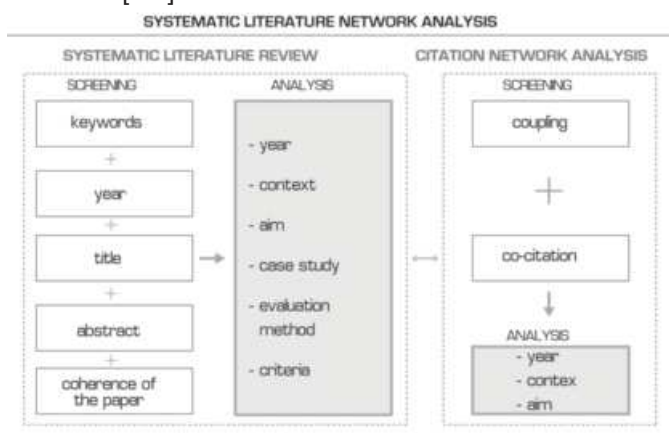 SYSTEMATIC LITERATURE NETWORK ANALYSIS
SYSTEMATIC LITERATURE REVIEW
SCREENING
keywords
+
year
+
title
+
abstract
+
coherence of
the paper
ANALYSIS
- year
- context
- aim
- case study
- evaluation
method
- criteria
CITATION NETWORK ANALYSIS
SCREENING
coupling
+
co-citation
ANALYSIS
- year
- contex
- aim